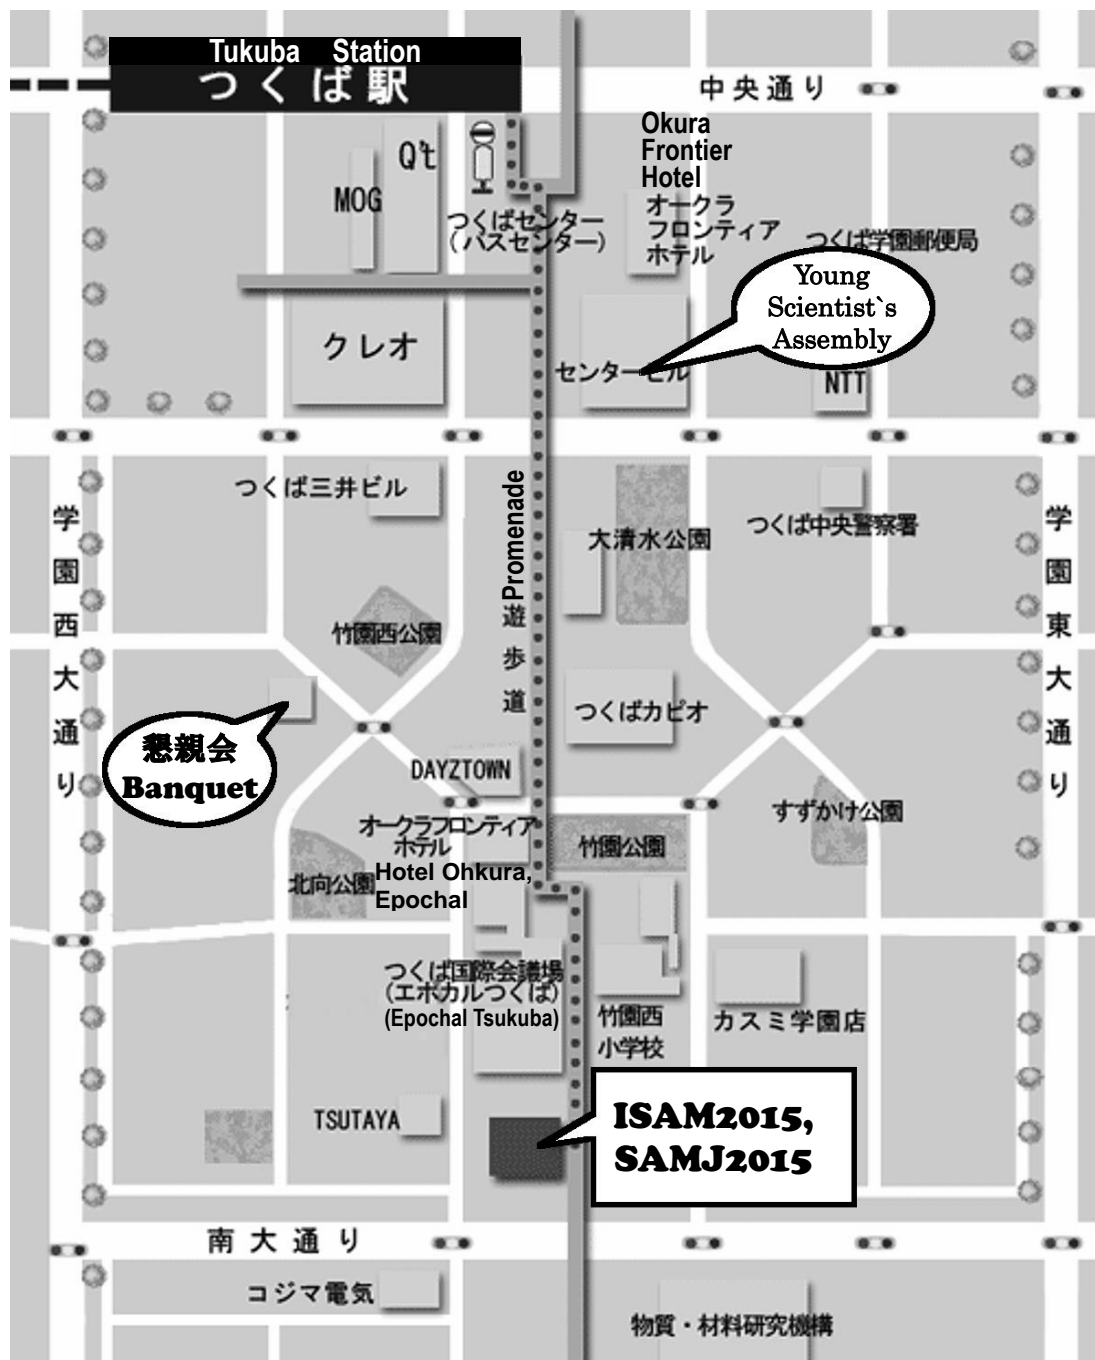 Tukuba Station
つくば駅
中央通り
Okura
Frontier
Hotel
オークラ
フロンティア
ホテル
Q't
MOG
つくばセンター
(バスセンター)
つくば学園郵便局
Young
Scientist`s
Assembly
クレオ
センタービル
NTT
つくば三井ビル
Promenade
遊歩道
大清水公園
つくば中央警察署
学園西大通り
学園東大通り
竹園西公園
つくばカピオ
懇親会
Banquet
DAYZTOWN
すずかけ公園
オークラフロンティア
ホテル
Hotel Ohkura,
Epochal
竹園公園
北向公園
つくば国際会議場
(エポカルつくば)
(Epochal Tsukuba)
竹園西
小学校
カスミ学園店
ISAM2015,
SAMJ2015
TSUTAYA
南大通り
コジマ電気
物質・材料研究機構